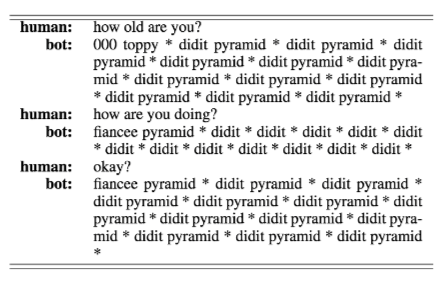 human: how old are you?
bot: 000 toppy * didit pyramid * didit pyramid * didit
pyramid * didit pyramid * didit pyramid * didit pyra-
mid * didit pyramid * didit pyramid * didit pyramid
* didit pyramid * didit pyramid * didit pyramid *
human: how are you doing?
bot: fiancee pyramid * didit * didit * didit * didit * didit
* didit * didit * didit * didit * didit * didit * didit *
human: okay?
bot: fiancee pyramid * didit pyramid * didit pyramid *
didit pyramid * didit pyramid * didit pyramid * didit
pyramid * didit pyramid * didit pyramid * didit pyra-
mid * didit pyramid * didit pyramid * didit pyramid
*